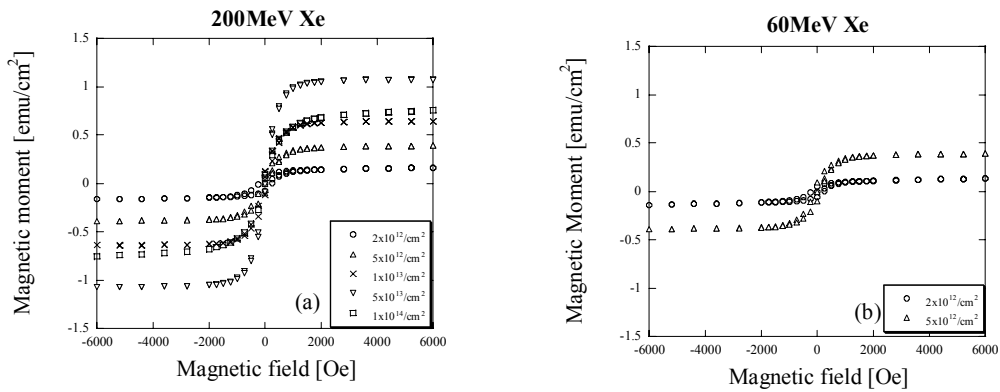 200MeV Xe
Magnetic moment [emu/cm²]
1.5
1
0.5
0
-0.5
-1
-1.5
(a)
2x10¹²/cm²
5x10¹²/cm²
1x10¹³/cm²
5x10¹³/cm²
1x10¹⁴/cm²
-6000 -4000 -2000 0 2000 4000 6000
Magnetic field [Oe]
60MeV Xe
Magnetic Moment [emu/cm²]
1.5
1
0.5
0
-0.5
-1
-1.5
(b)
2x10¹²/cm²
5x10¹²/cm²
-6000 -4000 -2000 0 2000 4000 6000
Magnetic field [Oe]